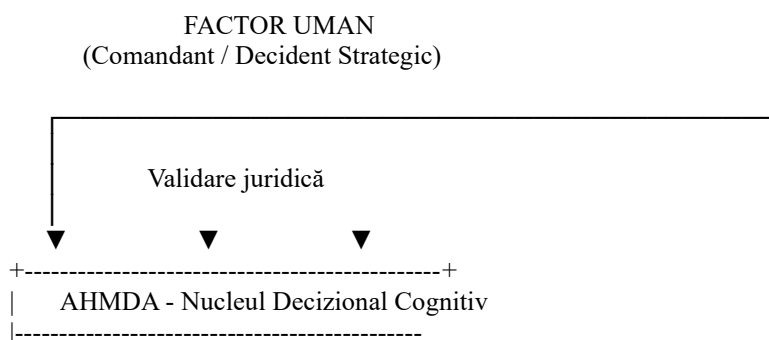 FACTOR UMAN
(Comandant / Decident Strategic)
Validare juridică
▼ ▼ ▼
+-----------------------------------------------+
| AHMDA - Nucleul Decizional Cognitiv
|----------------------------------------------